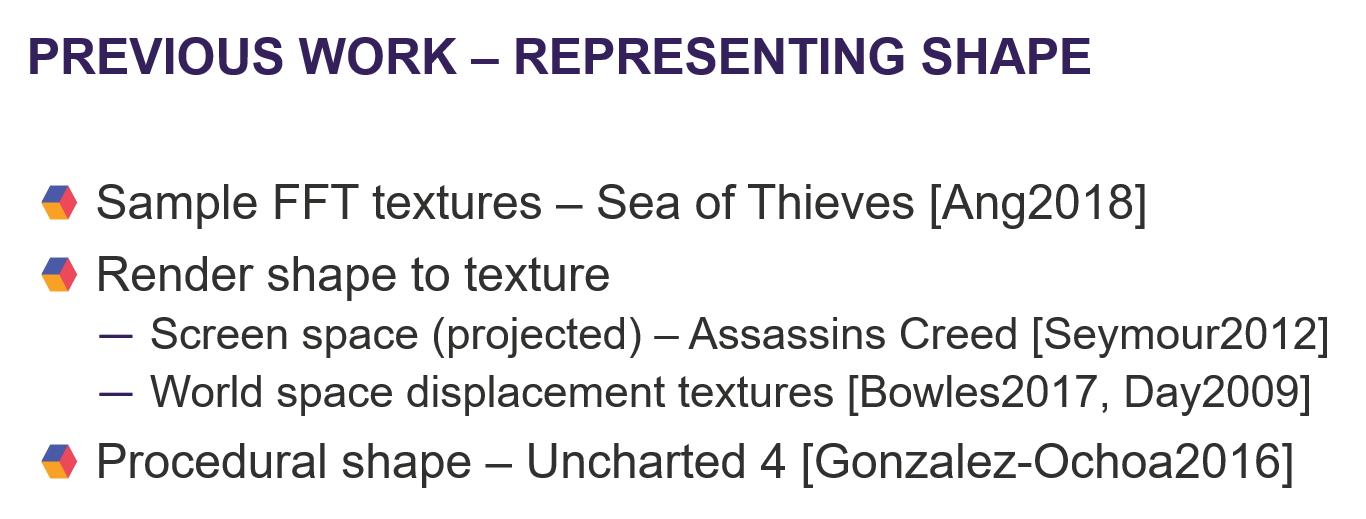 PREVIOUS WORK – REPRESENTING SHAPE
Sample FFT textures – Sea of Thieves [Ang2018]
Render shape to texture
— Screen space (projected) – Assassins Creed [Seymour2012]
— World space displacement textures [Bowles2017, Day2009]
Procedural shape – Uncharted 4 [Gonzalez-Ochoa2016]